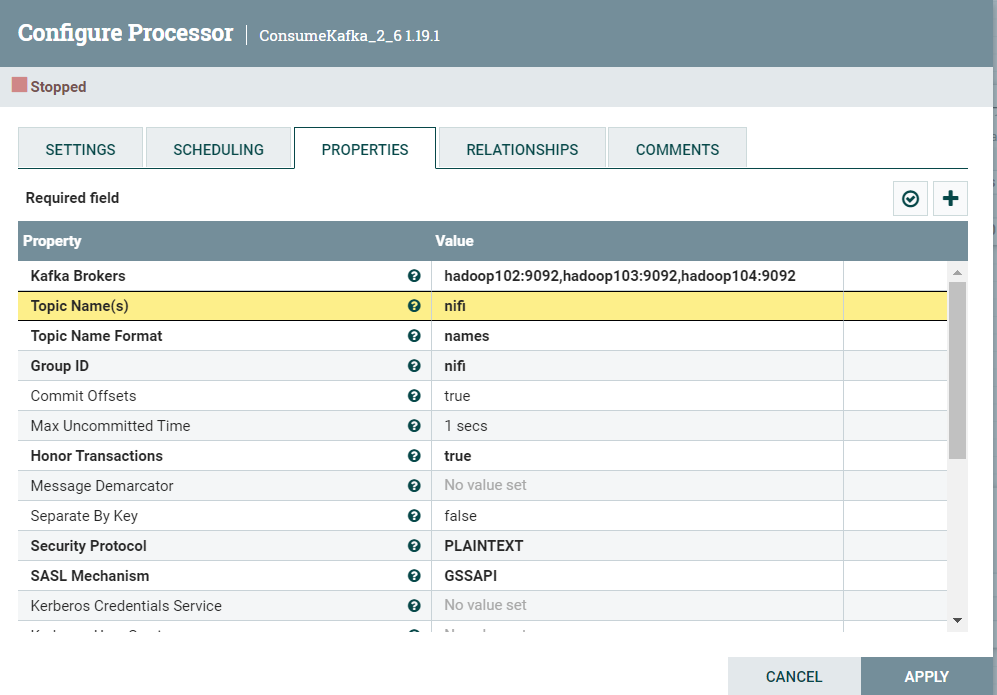 Configure Processor | ConsumeKafka_2_6 1.19.1
Stopped
SETTINGS SCHEDULING PROPERTIES RELATIONSHIPS COMMENTS
Required field
Property Value
Kafka Brokers hadoop102:9092,hadoop103:9092,hadoop104:9092
Topic Name(s) nifi
Topic Name Format names
Group ID nifi
Commit Offsets true
Max Uncommitted Time 1 secs
Honor Transactions true
Message Demarcator No value set
Separate By Key false
Security Protocol PLAINTEXT
SASL Mechanism GSSAPI
Kerberos Credentials Service No value set
CANCEL APPLY